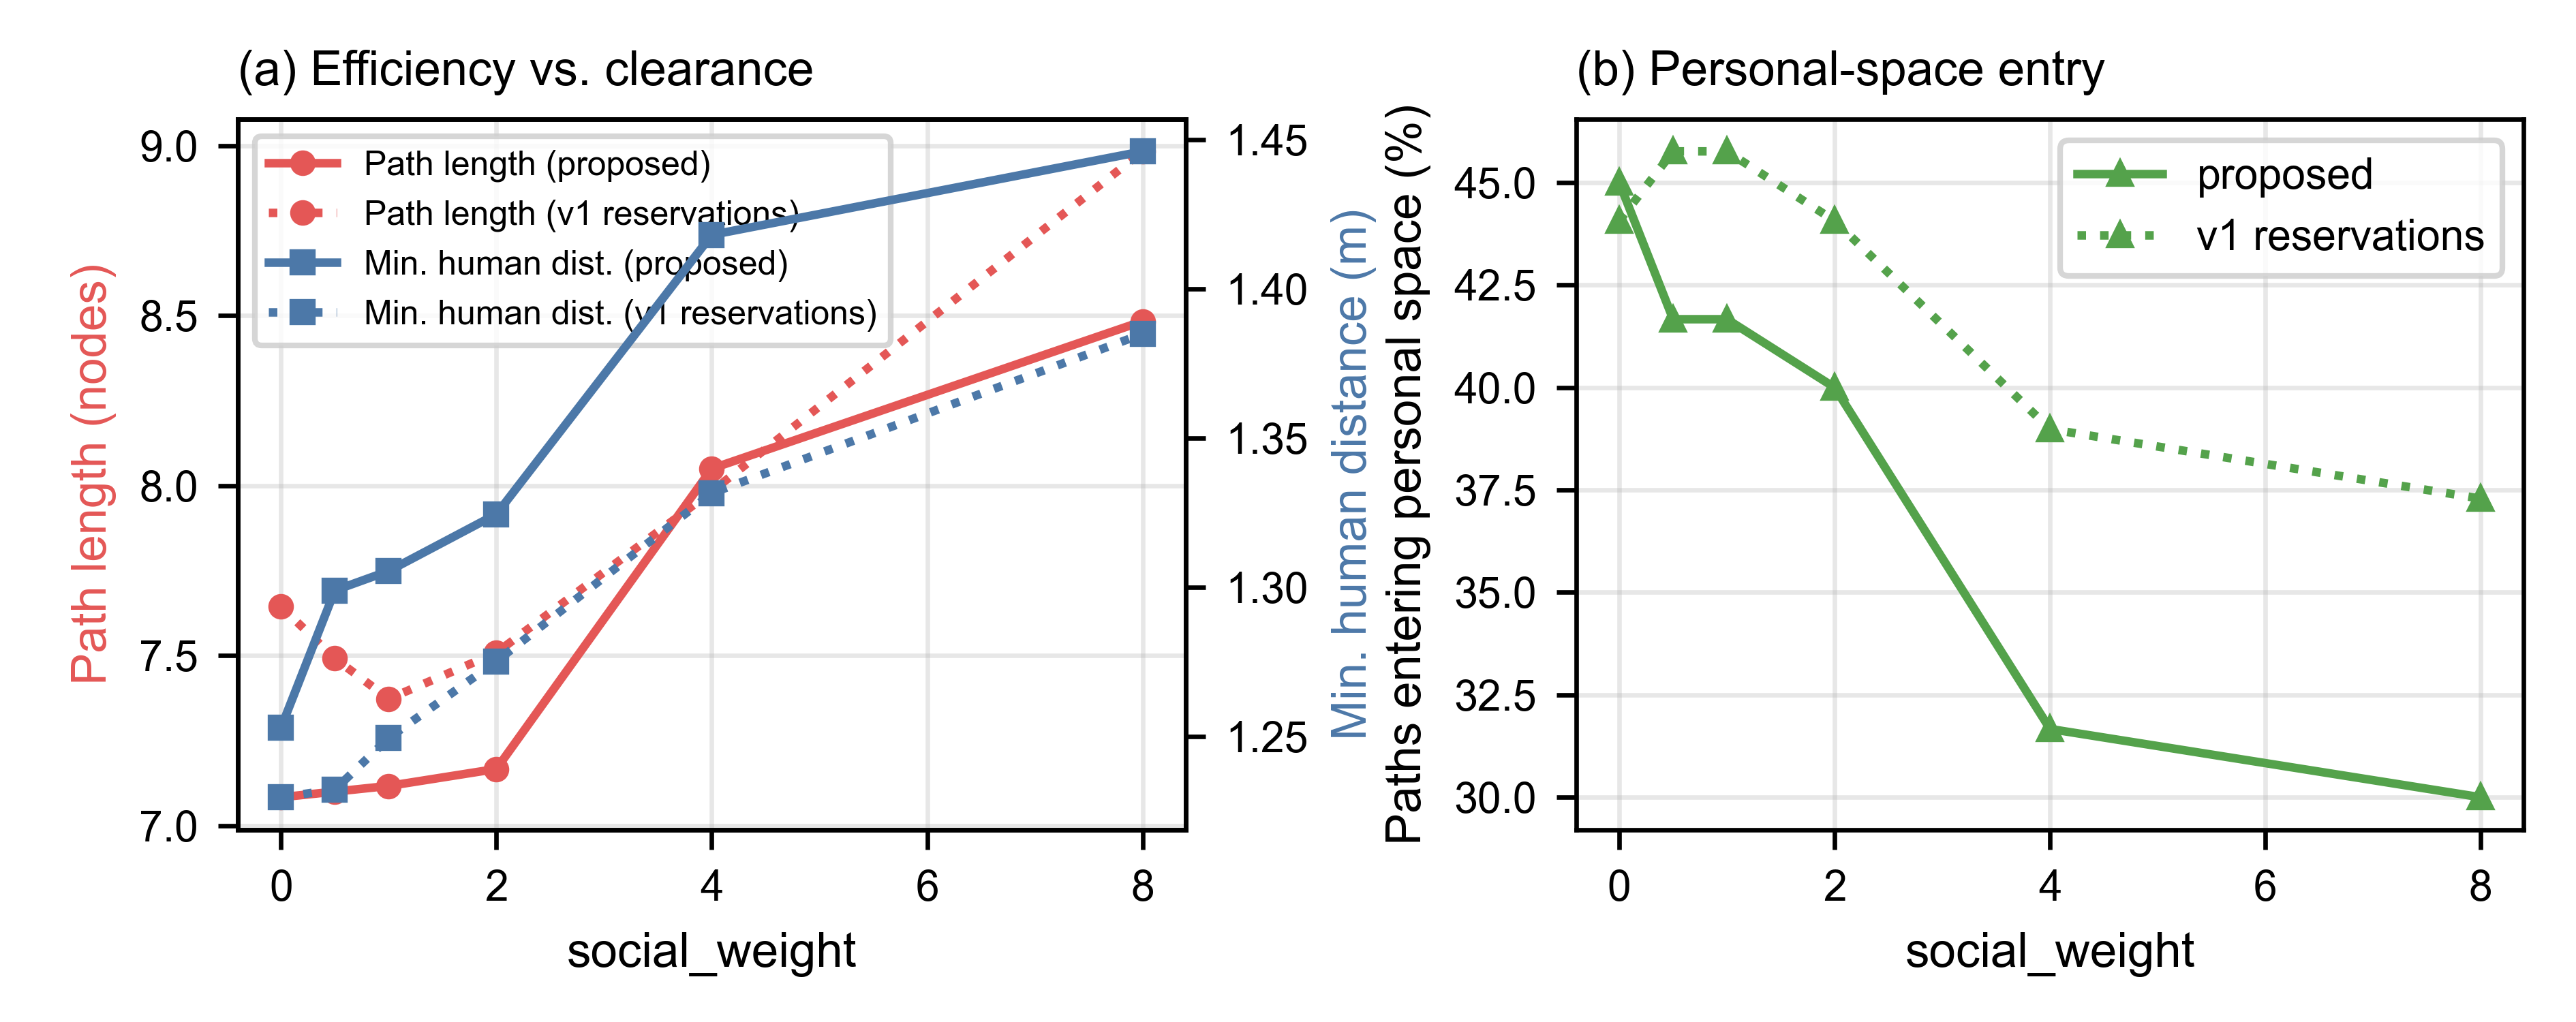 (a) Efficiency vs. clearance
Path length (nodes)
9.0
8.5
8.0
7.5
7.0
Path length (proposed)
Path length (v1 reservations)
Min. human dist. (proposed)
Min. human dist. (v1 reservations)
1.45
1.40
1.35
1.30
1.25
Min. human distance (m)
0 2 4 6 8
social_weight
(b) Personal-space entry
Paths entering personal space (%)
45.0
42.5
40.0
37.5
35.0
32.5
30.0
proposed
v1 reservations
0 2 4 6 8
social_weight